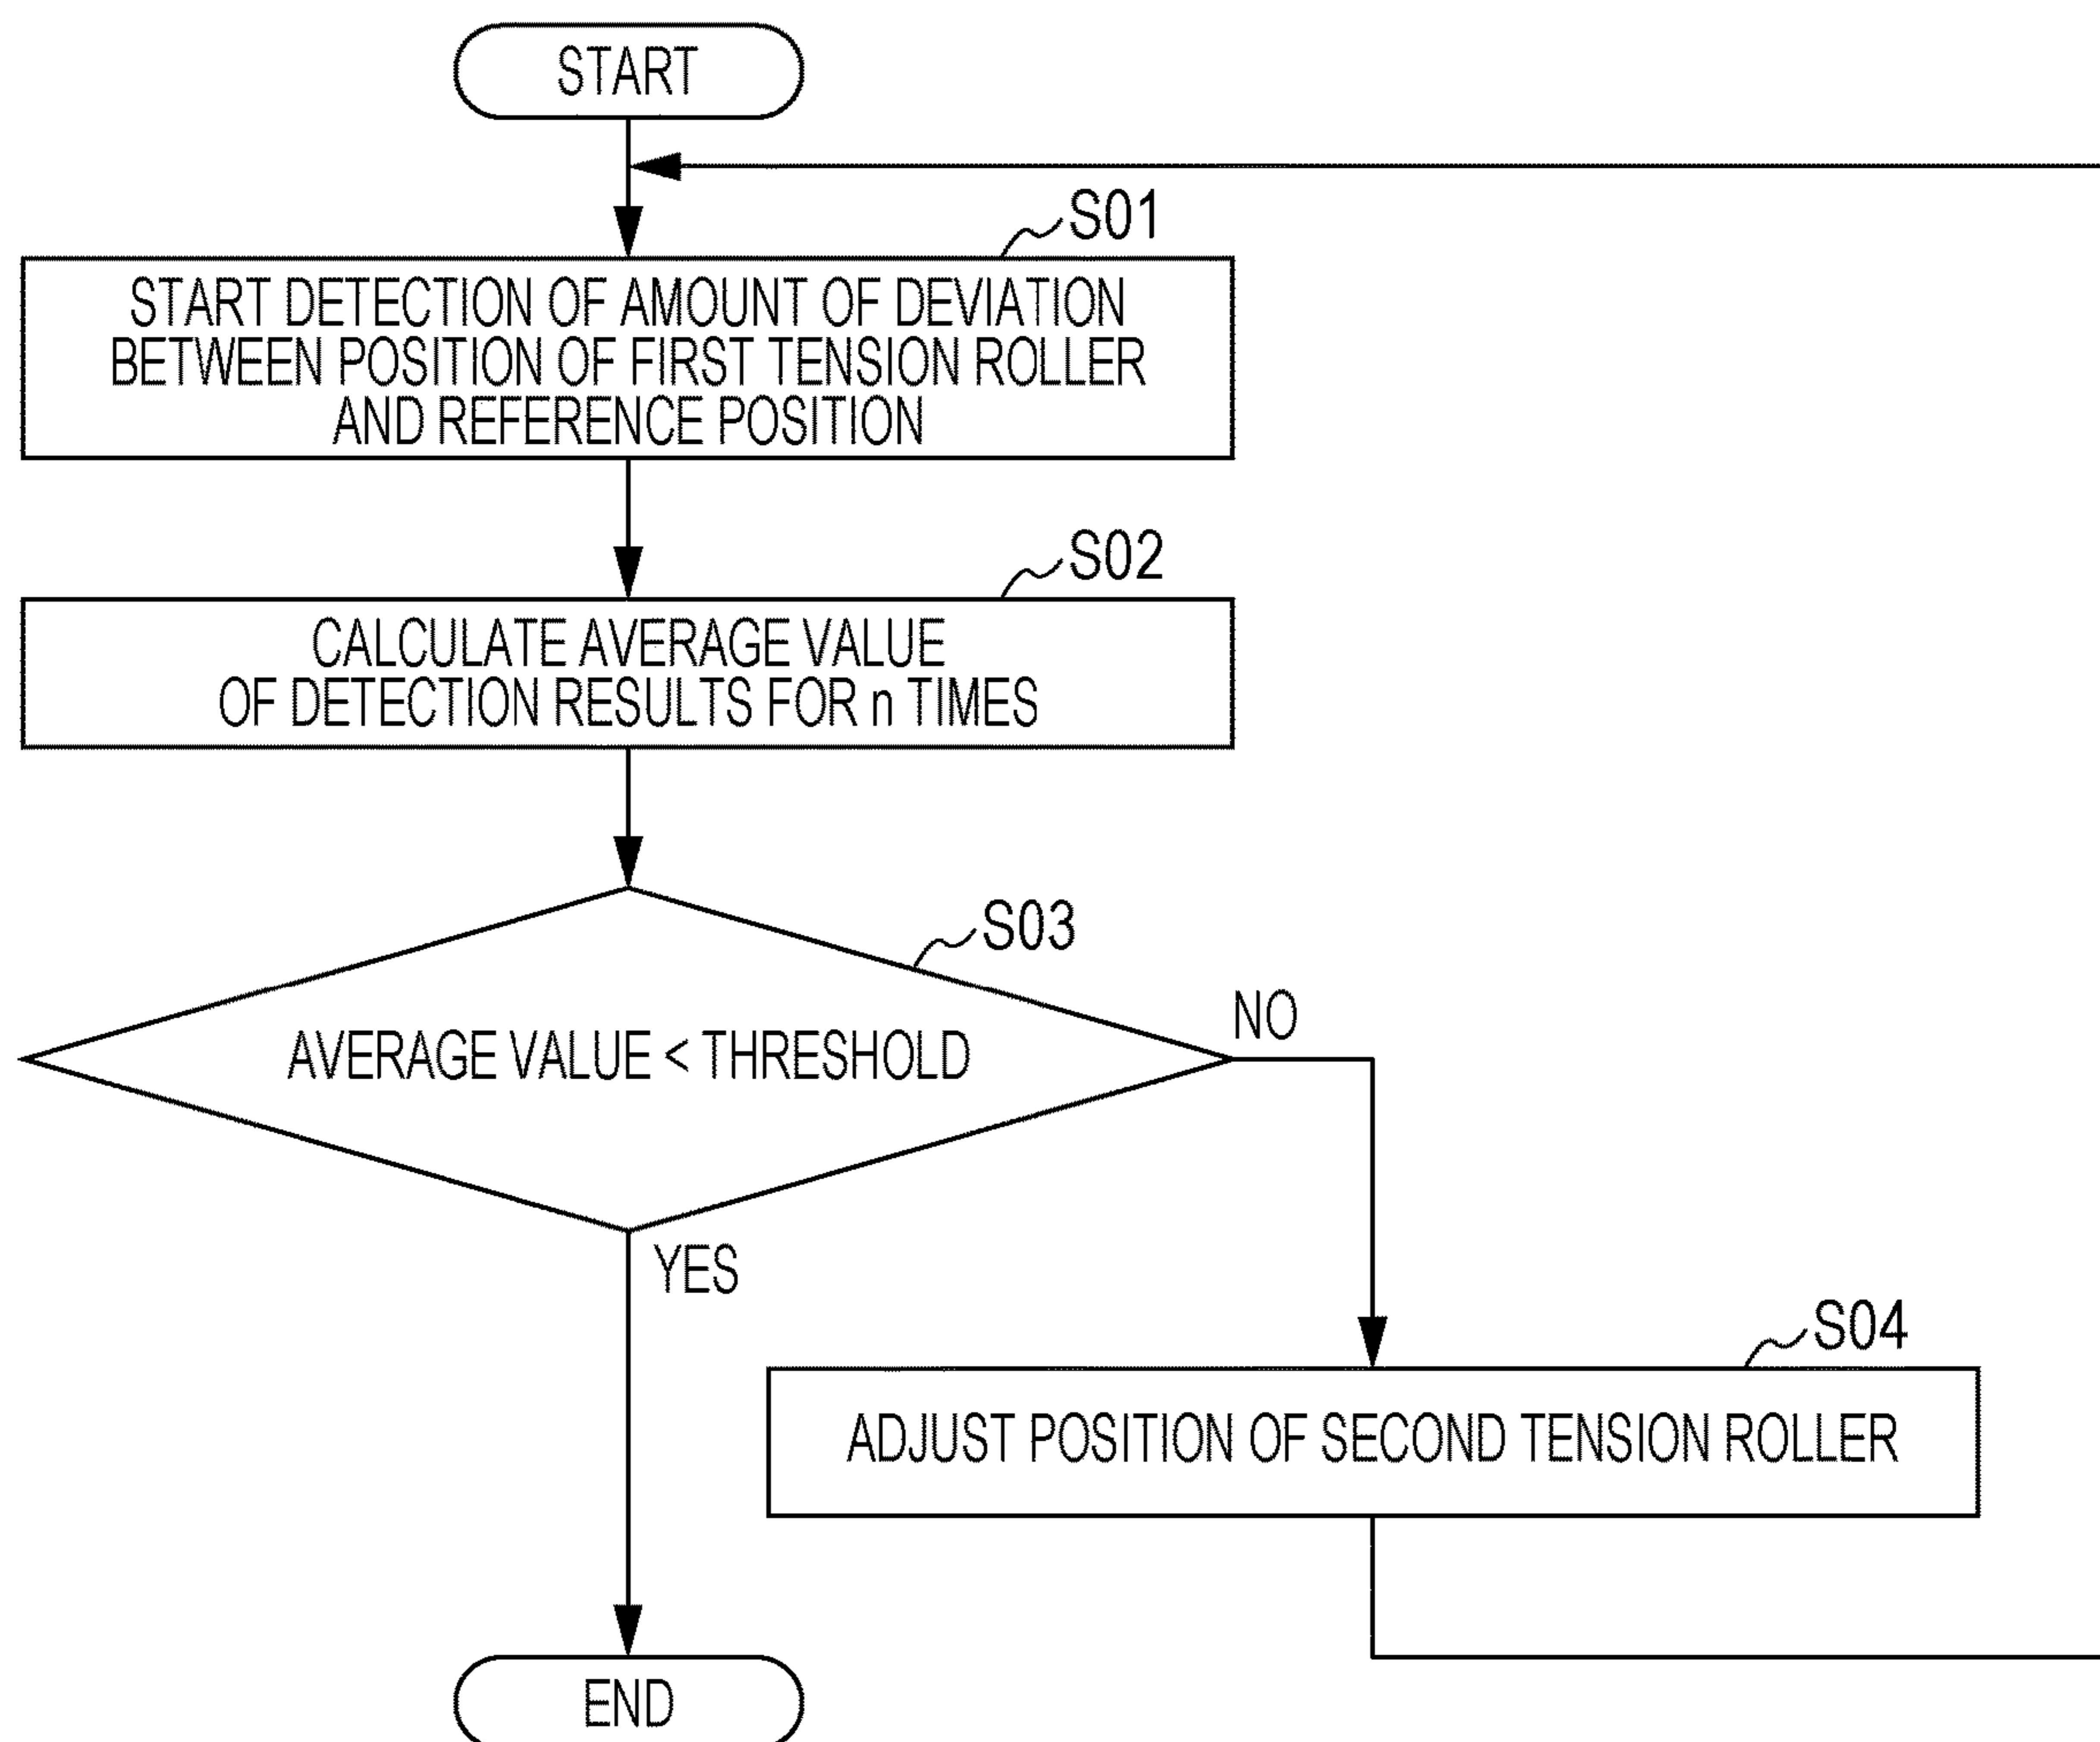 START
S01
START DETECTION OF AMOUNT OF DEVIATION
BETWEEN POSITION OF FIRST TENSION ROLLER
AND REFERENCE POSITION
S02
CALCULATE AVERAGE VALUE
OF DETECTION RESULTS FOR n TIMES
S03
AVERAGE VALUE < THRESHOLD
NO
YES
S04
ADJUST POSITION OF SECOND TENSION ROLLER
END